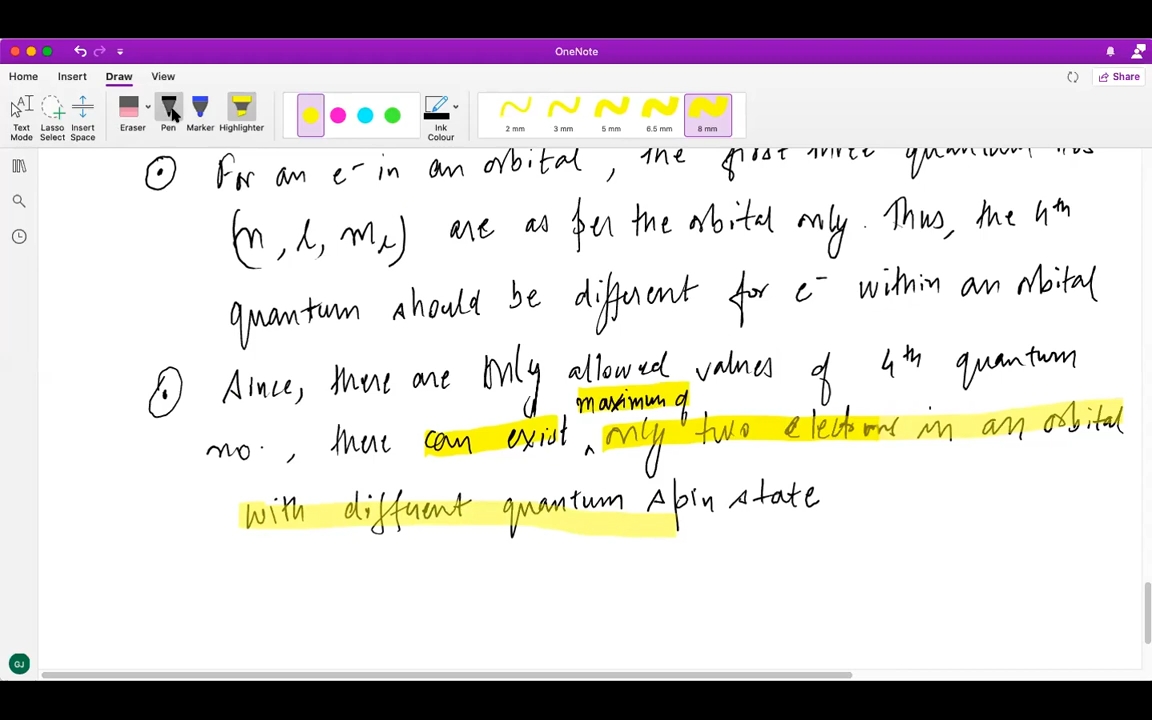 OneNote
Home Insert Draw View
Share
Text Mode
Lasso Select
Insert Space
Eraser
Pen
Marker
Highlighter
Ink Colour
2 mm
3 mm
5 mm
6.5 mm
8 mm
For an e⁻ in an orbital, the first three quantum nos
(n, l, mₗ) are as per the orbital only. Thus, the 4th
quantum should be different for e⁻ within an orbital
Since, there are only allowed values of 4th quantum
maximum of
no., there can exist ^ only two electrons in an orbital
with different quantum spin state
GJ